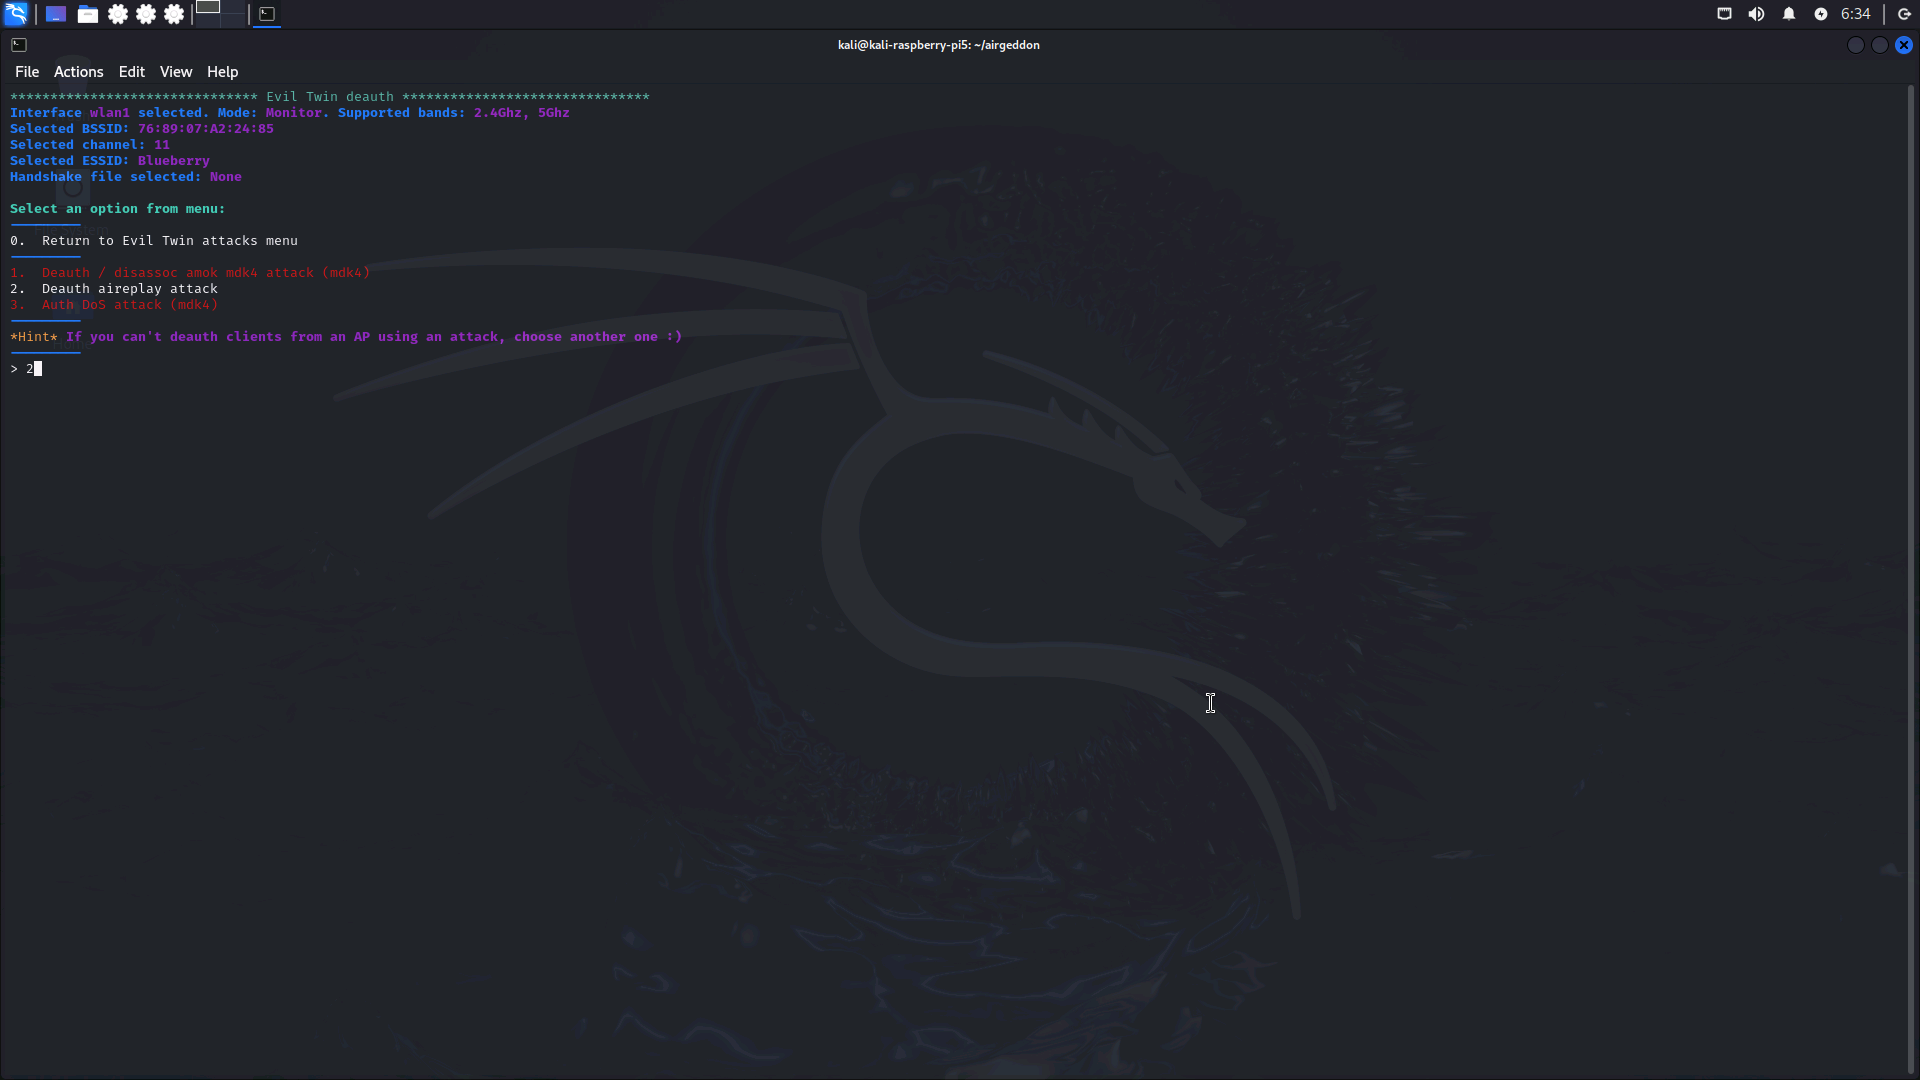 6:34
kali@kali-raspberry-pi5: ~/airgeddon
File Actions Edit View Help
******************************* Evil Twin deauth *******************************
Interface wlan1 selected. Mode: Monitor. Supported bands: 2.4Ghz, 5Ghz
Selected BSSID: 76:89:07:A2:24:85
Selected channel: 11
Selected ESSID: Blueberry
Handshake file selected: None
Select an option from menu:
0. Return to Evil Twin attacks menu
1. Deauth / disassoc amok mdk4 attack (mdk4)
2. Deauth aireplay attack
3. Auth DoS attack (mdk4)
*Hint* If you can't deauth clients from an AP using an attack, choose another one :)
> 2